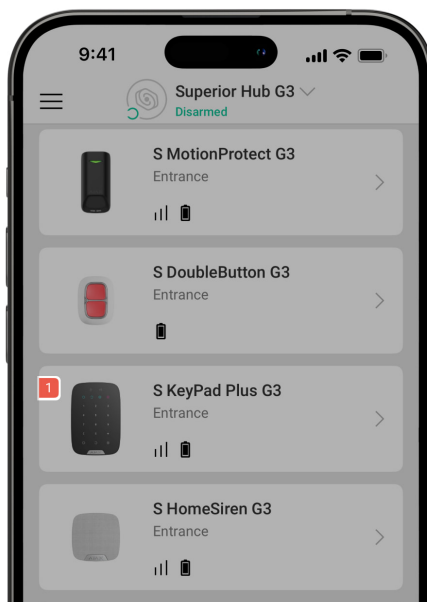 9:41
Superior Hub G3
Disarmed
S MotionProtect G3
Entrance
S DoubleButton G3
Entrance
1
S KeyPad Plus G3
Entrance
S HomeSiren G3
Entrance